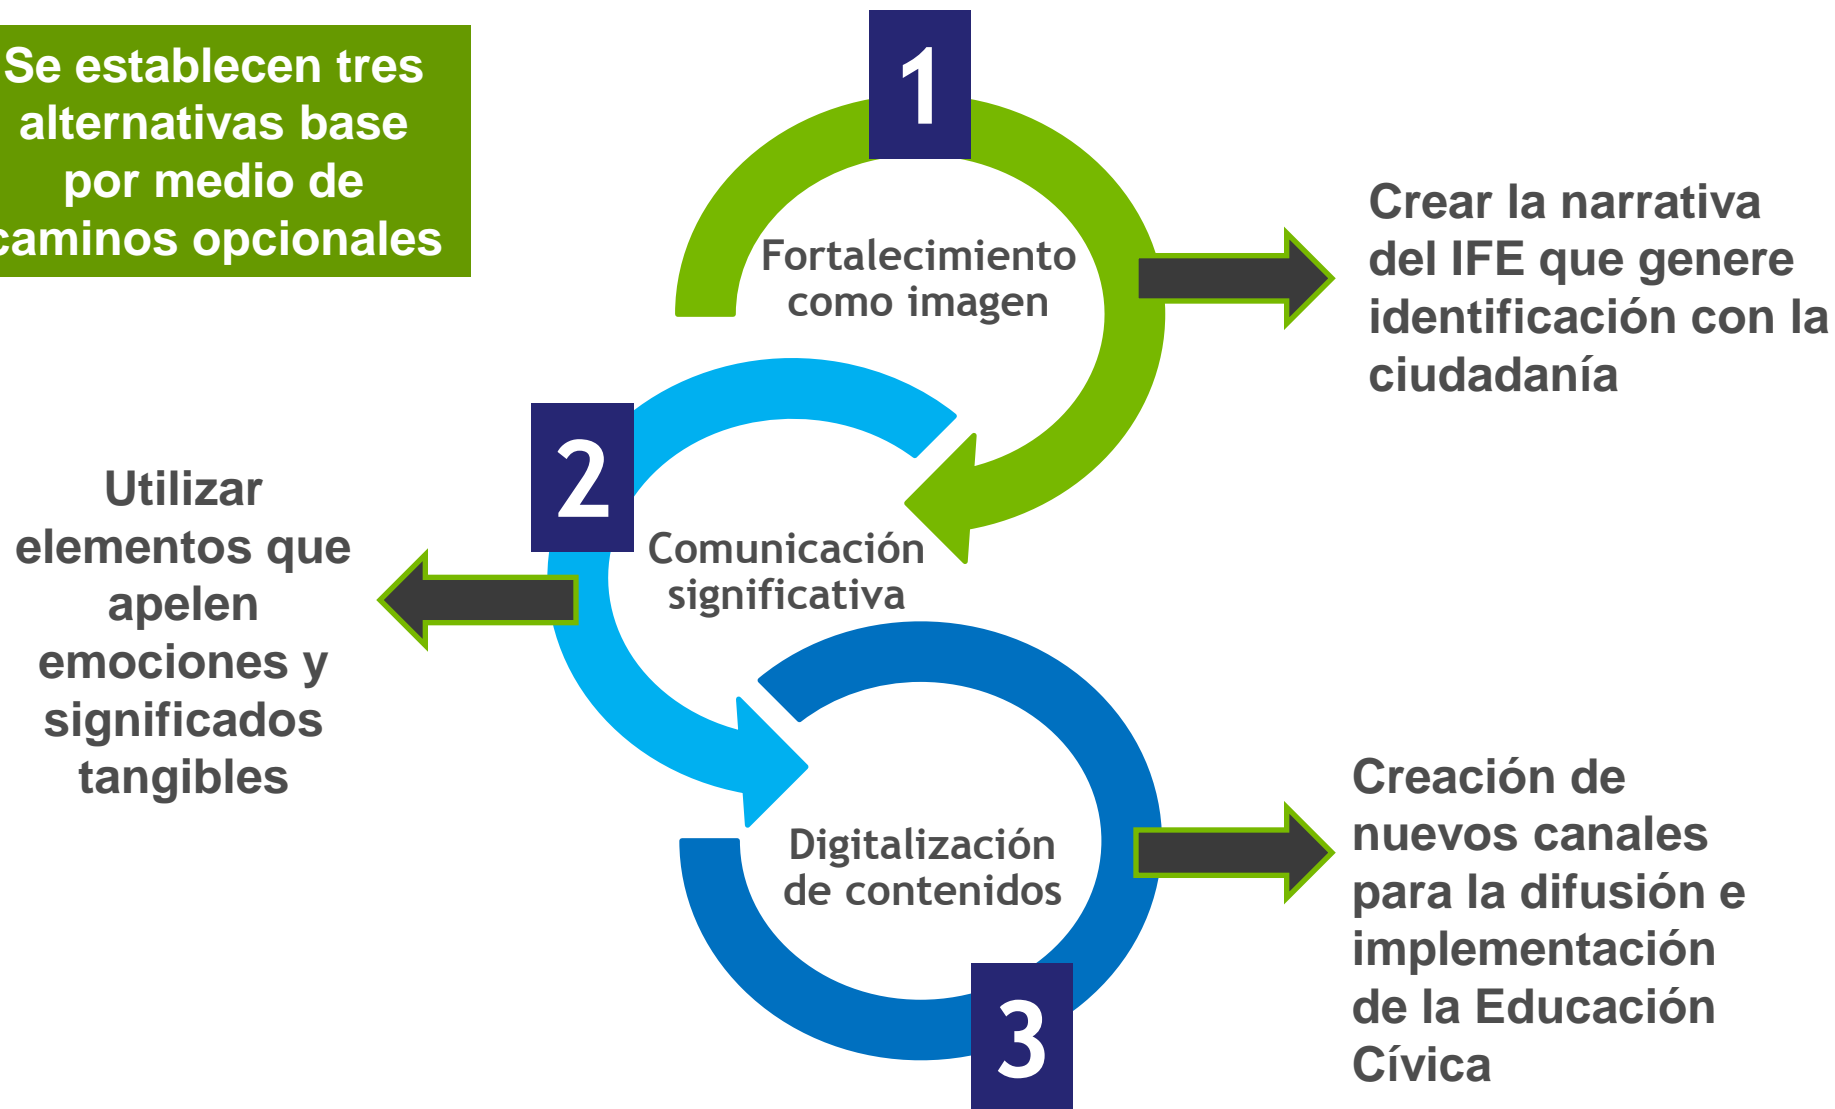 Se establecen tres
alternativas base
por medio de
caminos opcionales
1
Fortalecimiento
como imagen
Crear la narrativa
del IFE que genere
identificación con la
ciudadanía
2
Comunicación
significativa
Utilizar
elementos que
apelen
emociones y
significados
tangibles
Digitalización
de contenidos
3
Creación de
nuevos canales
para la difusión e
implementación
de la Educación
Cívica